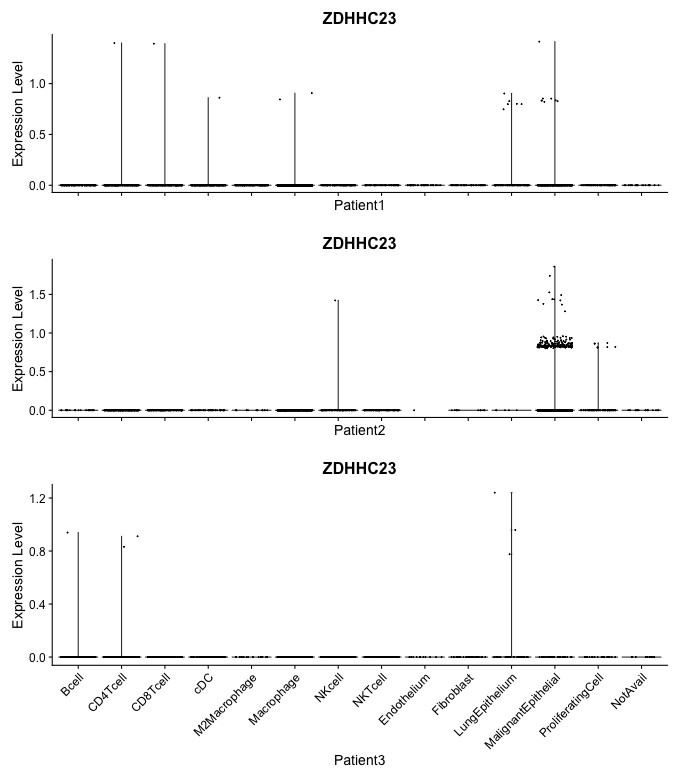 ZDHHC23
Expression Level
1.0
0.5
0.0
Patient1
ZDHHC23
Expression Level
1.5
1.0
0.5
0.0
Patient2
ZDHHC23
Expression Level
1.2
0.8
0.4
0.0
Bcell
CD4Tcell
CD8Tcell
cDC
M2Macrophage
Macrophage
NKcell
NKTcell
Endothelium
Fibroblast
LungEpithelium
MalignantEpithelial
ProliferatingCell
NotAvail
Patient3